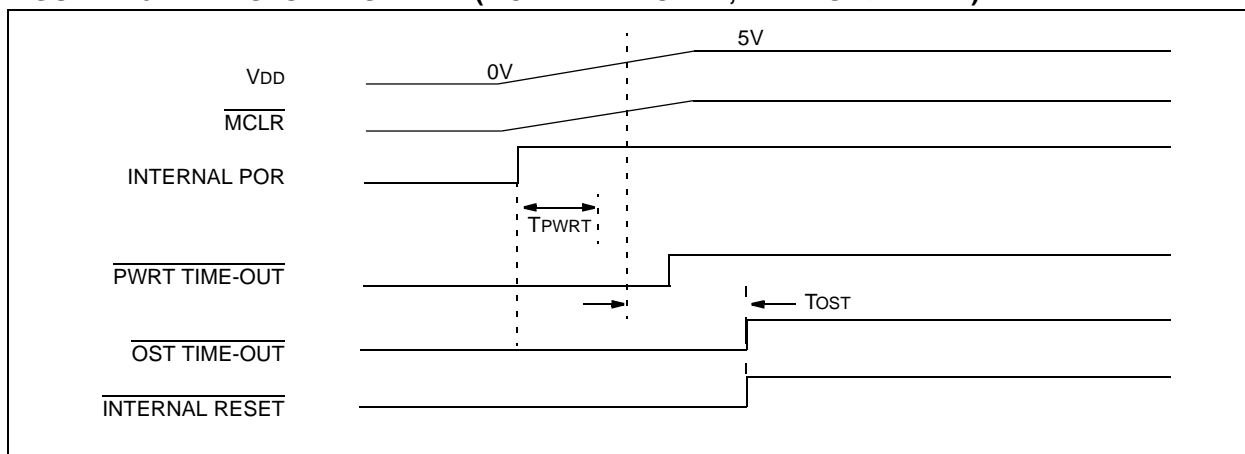 5V
0V
VDD
MCLR
INTERNAL POR
TPWRT
PWRT TIME-OUT
TOST
OST TIME-OUT
INTERNAL RESET